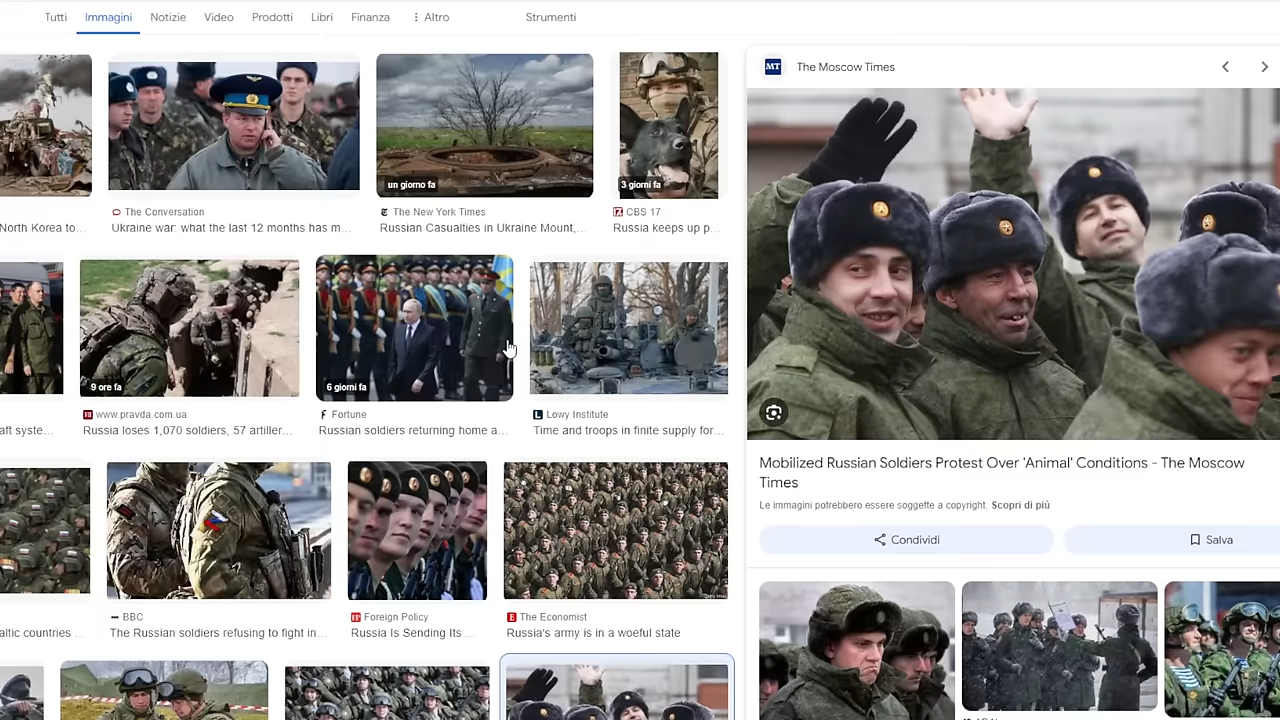 Tutti Immagini Notizie Video Prodotti Libri Finanza Altro Strumenti
MT The Moscow Times
un giorno fa
3 giorni fa
The Conversation
The New York Times
CBS 17
North Korea to...
Ukraine war: what the last 12 months has m...
Russian Casualties in Ukraine Mount,...
Russia keeps up p...
9 ore fa
6 giorni fa
www.pravda.com.ua
Fortune
Lowy Institute
aft syste...
Russia loses 1,070 soldiers, 57 artiller...
Russian soldiers returning home a...
Time and troops in finite supply for...
Mobilized Russian Soldiers Protest Over 'Animal' Conditions - The Moscow
Times
Le immagini potrebbero essere soggette a copyright. Scopri di più
Condividi
Salva
BBC
Foreign Policy
The Economist
altic countries ...
The Russian soldiers refusing to fight in...
Russia Is Sending Its ...
Russia's army is in a woeful state